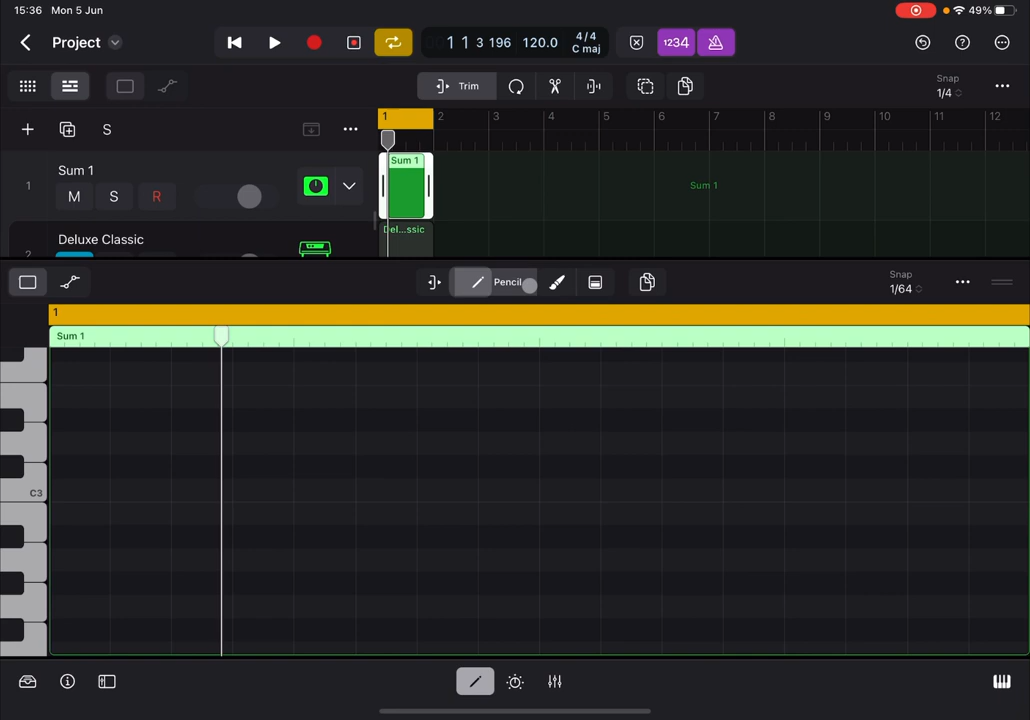 15:36 Mon 5 Jun
49%
Project
1 1 3 196 120.0 4/4 C maj
1234
Trim
Snap
1/4
S
1 2 3 4 5 6 7 8 9 10 11 12
1
Sum 1
M S R
Sum 1
Sum 1
2
Deluxe Classic
Del...ssic
Pencil
Snap
1/64
1
Sum 1
C3